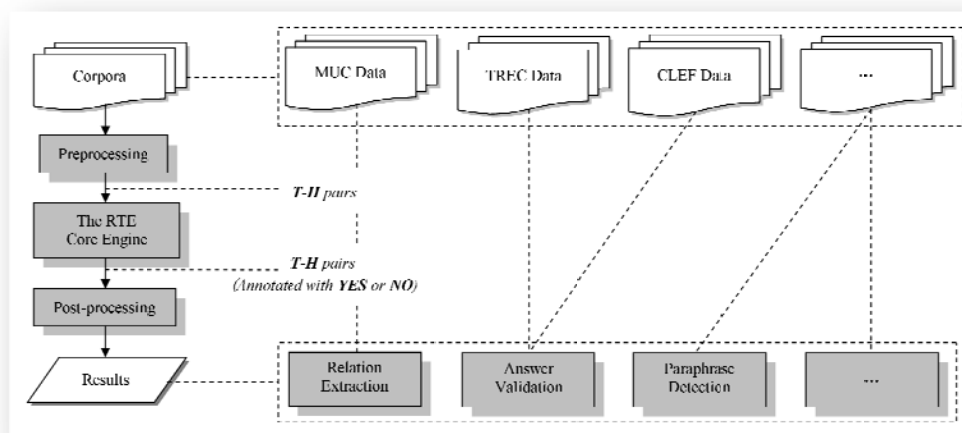 Corpora
MUC Data
TREC Data
CLEF Data
...
Preprocessing
T-H pairs
The RTE
Core Engine
T-H pairs
(Annotated with YES or NO)
Post-processing
Results
Relation
Extraction
Answer
Validation
Paraphrase
Detection
...